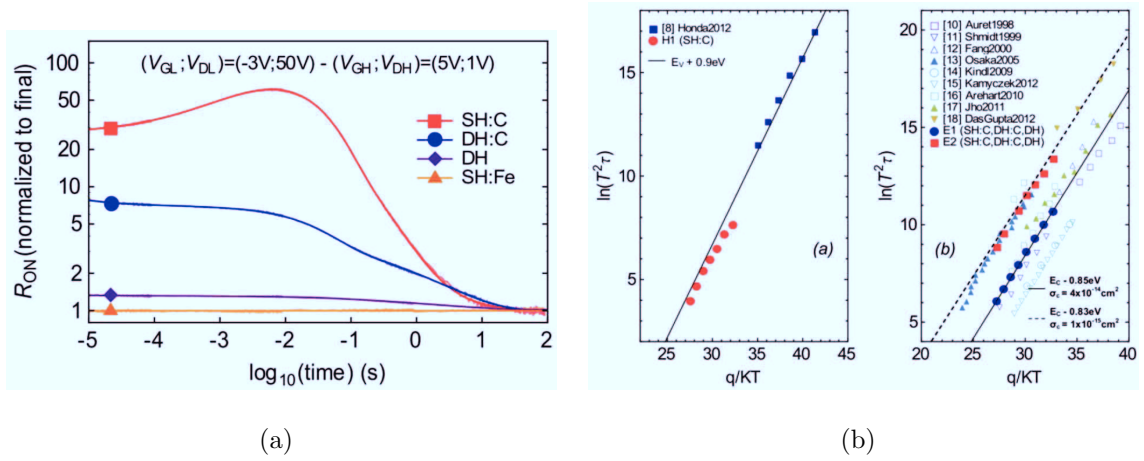 100
50
20
10
5
2
1
R_ON (normalized to final)
(V_GL;V_DL)=(-3V;50V) - (V_GH;V_DH)=(5V;1V)
SH:C
DH:C
DH
SH:Fe
-5 -4 -3 -2 -1 0 1 2
log10(time) (s)
(a)
15
10
5
ln(T²τ)
[8] Honda2012
H1 (SH:C)
E_V + 0.9eV
(a)
25 30 35 40 45
q/KT
20
15
10
5
ln(T²τ)
[10] Auret1998
[11] Shmidt1999
[12] Fang2000
[13] Osaka2005
[14] Kindl2009
[15] Kamyczek2012
[16] Arehart2010
[17] Jho2011
[18] DasGupta2012
E1 (SH:C,DH:C,DH)
E2 (SH:C,DH:C,DH)
(b)
E_C - 0.85eV
σ_c = 4x10⁻¹⁴cm²
E_C - 0.83eV
σ_c = 1x10⁻¹⁵cm²
20 25 30 35 40
q/KT
(b)